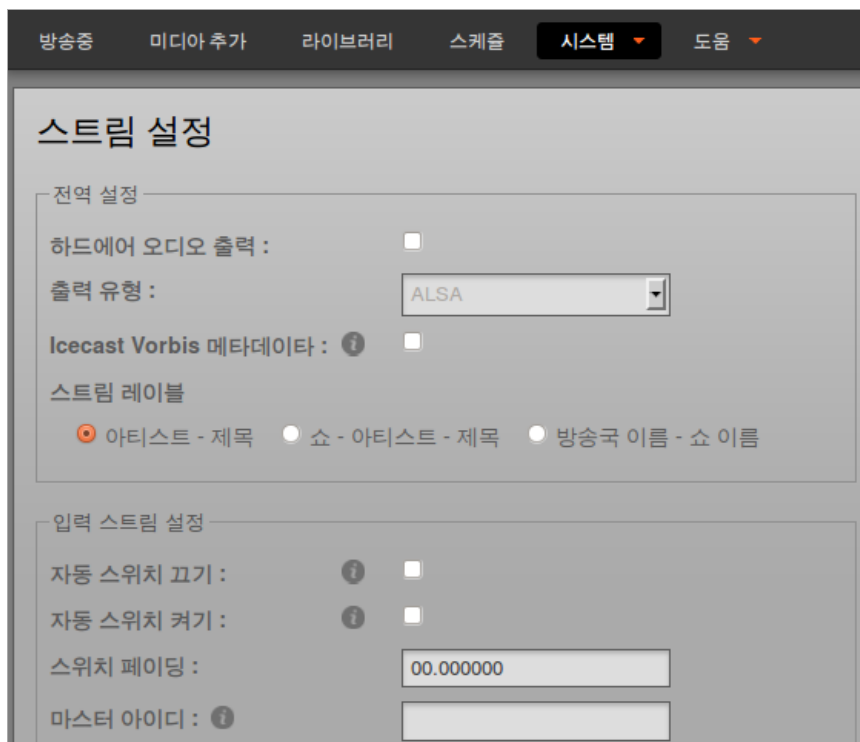 방송중 미디어 추가 라이브러리 스케쥴 시스템 도움
스트림 설정
전역 설정
하드에어 오디오 출력 :
출력 유형 : ALSA
Icecast Vorbis 메타데이타 :
스트림 레이블
아티스트 - 제목 쇼 - 아티스트 - 제목 방송국 이름 - 쇼 이름
입력 스트림 설정
자동 스위치 끄기 :
자동 스위치 켜기 :
스위치 페이딩 : 00.000000
마스터 아이디 :